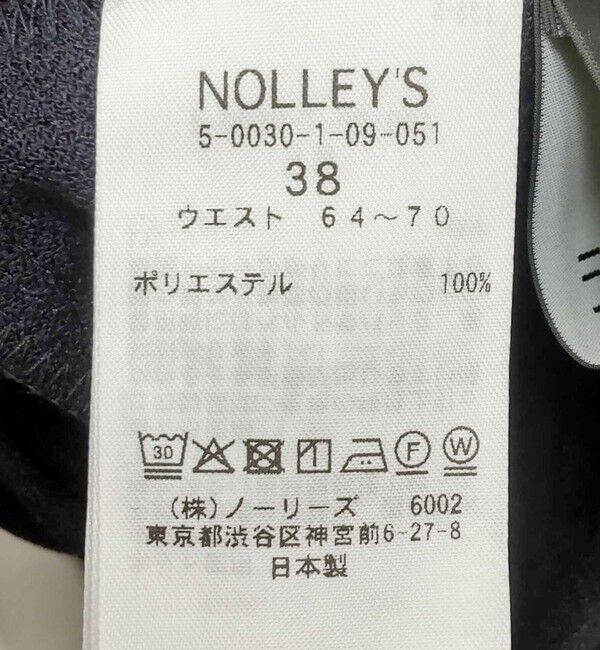 NOLLEY'S
5-0030-1-09-051
38
ウエスト 64～70
ポリエステル 100%
30 F W
(株)ノーリーズ 6002
東京都渋谷区神宮前6-27-8
日本製